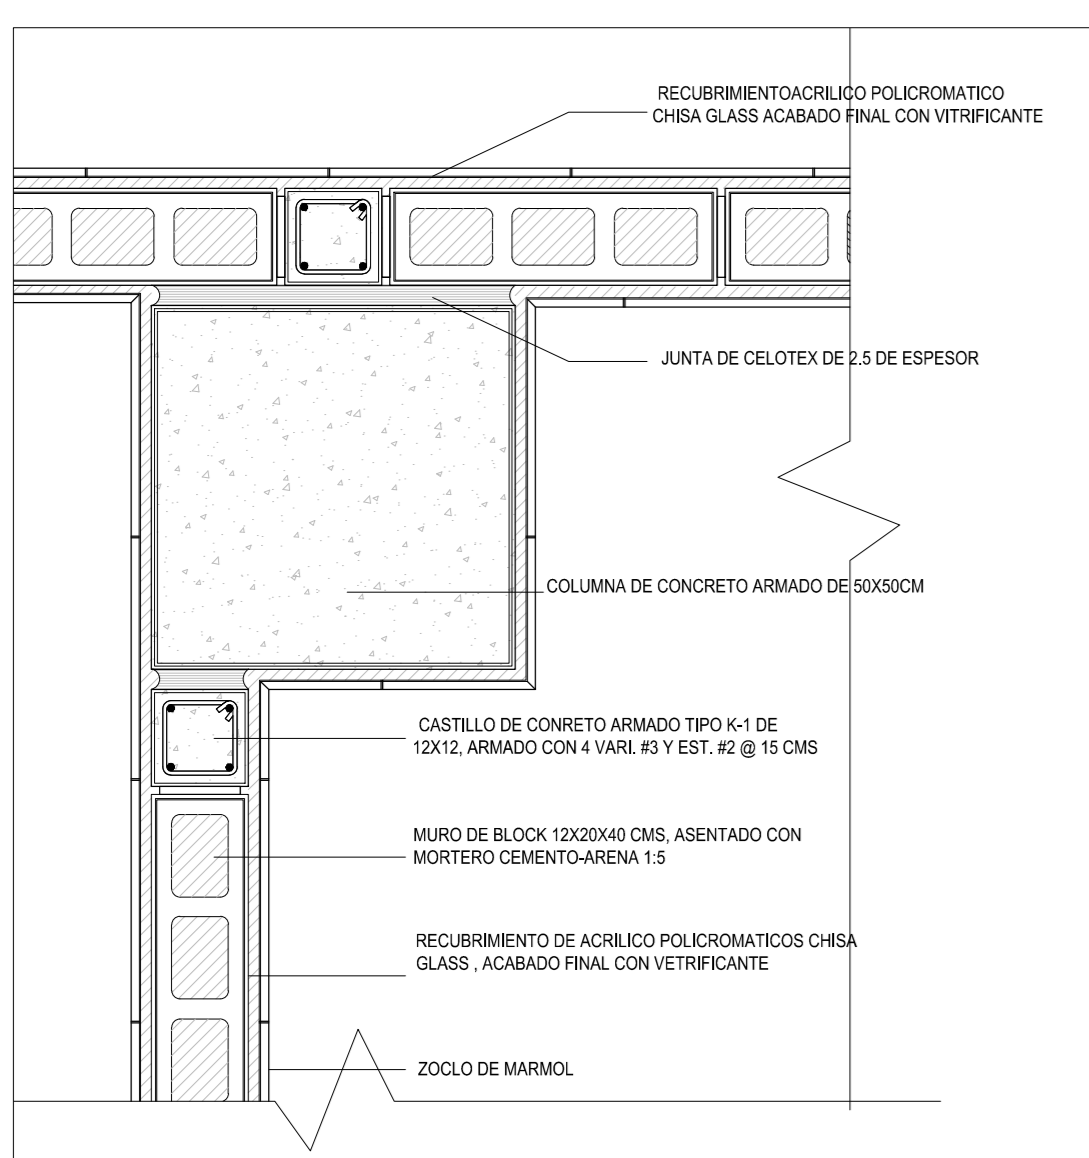 RECUBRIMIENTOACRILICO POLICROMATICO
CHISA GLASS ACABADO FINAL CON VITRIFICANTE
JUNTA DE CELOTEX DE 2.5 DE ESPESOR
COLUMNA DE CONCRETO ARMADO DE 50X50CM
CASTILLO DE CONRETO ARMADO TIPO K-1 DE
12X12, ARMADO CON 4 VARI. #3 Y EST. #2 @ 15 CMS
MURO DE BLOCK 12X20X40 CMS, ASENTADO CON
MORTERO CEMENTO-ARENA 1:5
RECUBRIMIENTO DE ACRILICO POLICROMATICOS CHISA
GLASS , ACABADO FINAL CON VETRIFICANTE
ZOCLO DE MARMOL